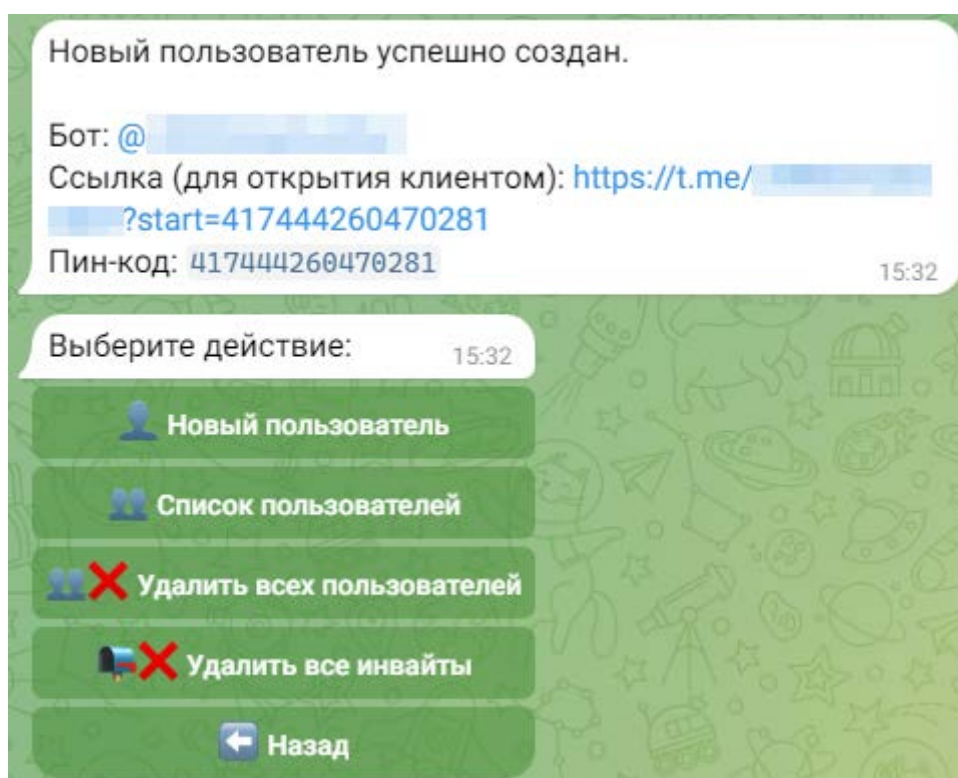 Новый пользователь успешно создан.
Бот: @
Ссылка (для открытия клиентом): https://t.me/
?start=417444260470281
Пин-код: 417444260470281
15:32
Выберите действие:
15:32
Новый пользователь
Список пользователей
Удалить всех пользователей
Удалить все инвайты
Назад